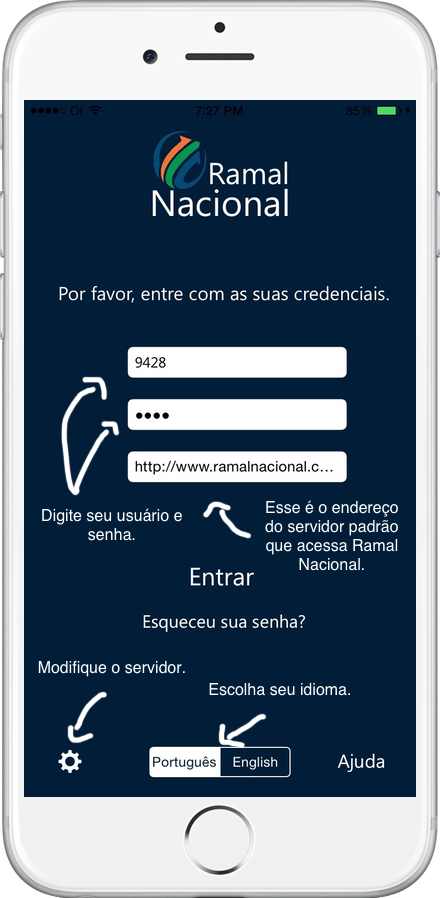 Oi 7:27 PM 85%
Ramal
Nacional
Por favor, entre com as suas credenciais.
9428
••••
http://www.ramalnacional.c...
Digite seu usuário e
senha.
Esse é o endereço
do servidor padrão
que acessa Ramal
Nacional.
Entrar
Esqueceu sua senha?
Modifique o servidor.
Escolha seu idioma.
Português English
Ajuda